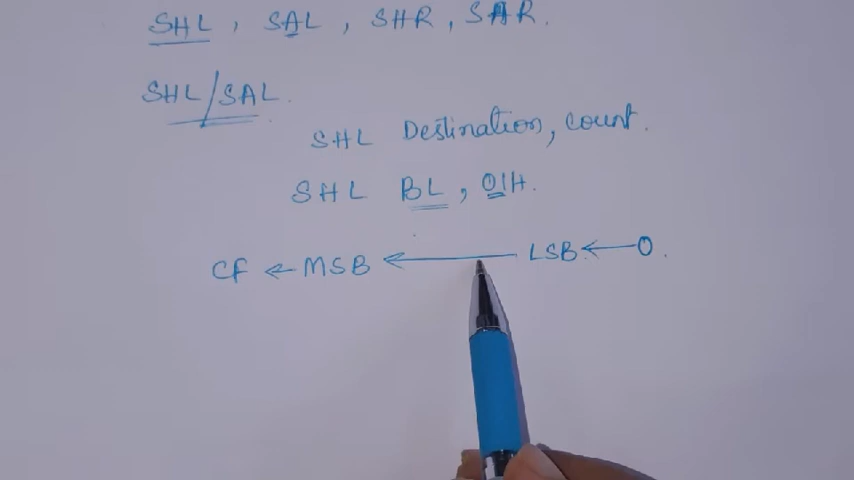 SHL, SAL, SHR, SAR.
SHL/SAL.
SHL Destination, count.
SHL BL, 01H.
CF ← MSB ← LSB ← 0.